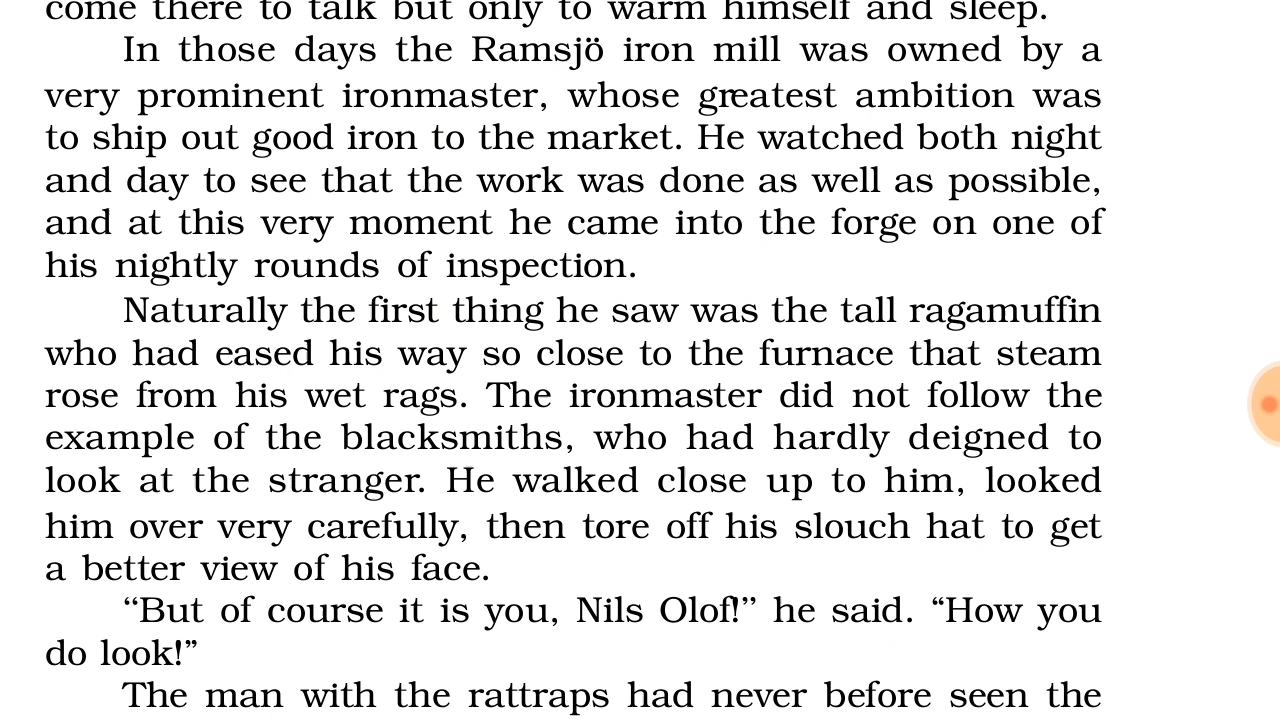 come there to talk but only to warm himself and sleep.
In those days the Ramsjö iron mill was owned by a
very prominent ironmaster, whose greatest ambition was
to ship out good iron to the market. He watched both night
and day to see that the work was done as well as possible,
and at this very moment he came into the forge on one of
his nightly rounds of inspection.
Naturally the first thing he saw was the tall ragamuffin
who had eased his way so close to the furnace that steam
rose from his wet rags. The ironmaster did not follow the
example of the blacksmiths, who had hardly deigned to
look at the stranger. He walked close up to him, looked
him over very carefully, then tore off his slouch hat to get
a better view of his face.
“But of course it is you, Nils Olof!” he said. “How you
do look!”
The man with the rattraps had never before seen the